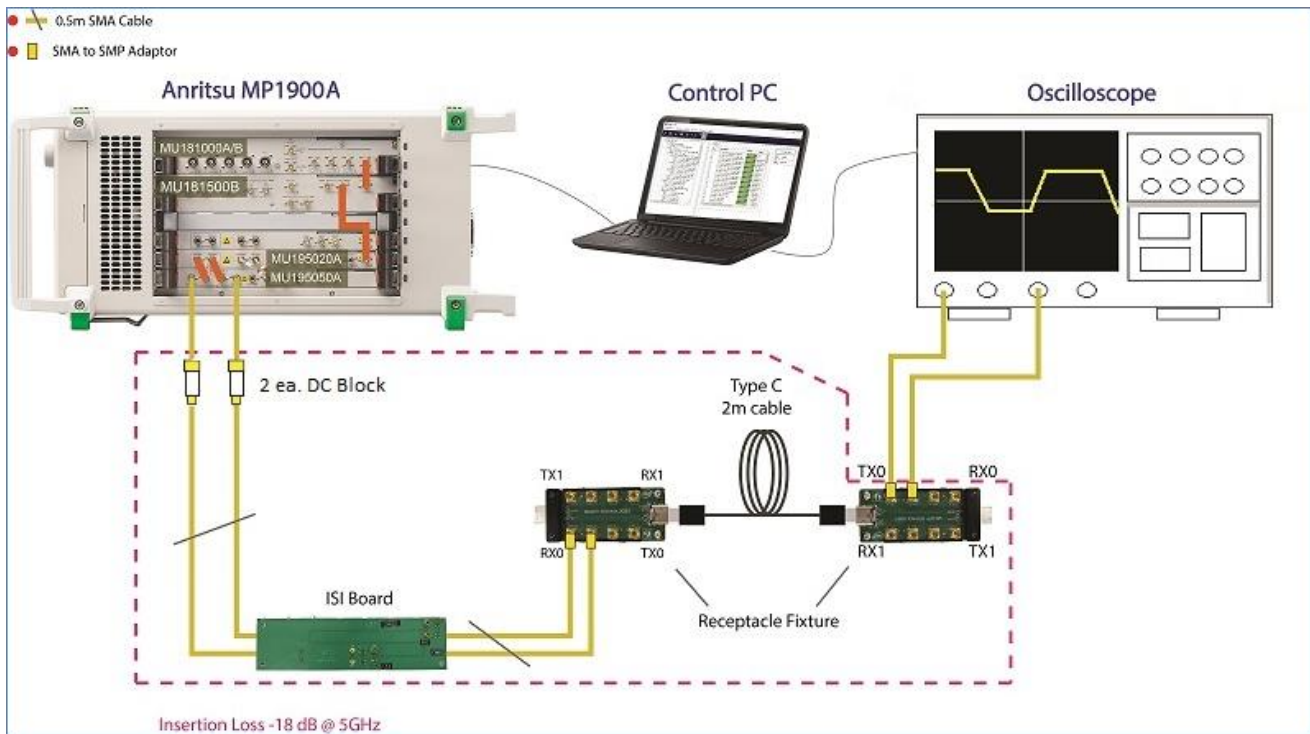 0.5m SMA Cable
SMA to SMP Adaptor
Anritsu MP1900A
Control PC
Oscilloscope
MU181000A/B
MU181500B
MU195020A
MU195050A
2 ea. DC Block
Type C
2m cable
TX1
RX1
TX0
RX0
RX0
TX0
RX1
TX1
ISI Board
Receptacle Fixture
Insertion Loss -18 dB @ 5GHz